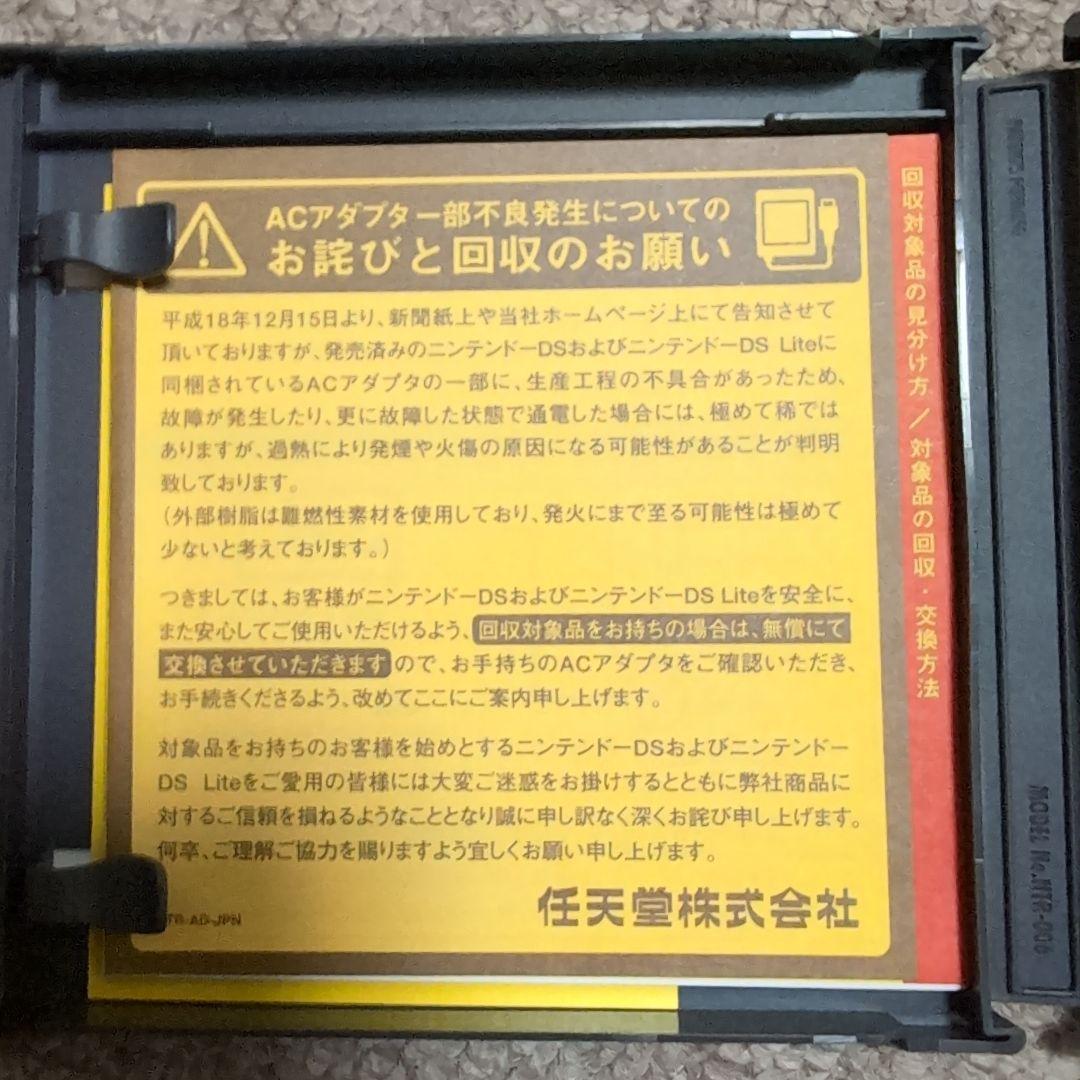 ACアダプター部不良発生についての
お詫びと回収のお願い
平成18年12月15日より、新聞紙上や当社ホームページ上にて告知させて
頂いておりますが、発売済みのニンテンドーDSおよびニンテンドーDS Liteに
同梱されているACアダプタの一部に、生産工程の不具合があったため、
故障が発生したり、更に故障した状態で通電した場合には、極めて稀では
ありますが、過熱により発煙や火傷の原因になる可能性があることが判明
致しております。
(外部樹脂は難燃性素材を使用しており、発火にまで至る可能性は極めて
少ないと考えております。)
つきましては、お客様がニンテンドーDSおよびニンテンドーDS Liteを安全に、
また安心してご使用いただけるよう、回収対象品をお持ちの場合は、無償にて
交換させていただきますので、お手持ちのACアダプタをご確認いただき、
お手続きくださるよう、改めてここにご案内申し上げます。
対象品をお持ちのお客様を始めとするニンテンドーDSおよびニンテンドー
DS Liteをご愛用の皆様には大変ご迷惑をお掛けするとともに弊社商品に
対するご信頼を損ねるようなこととなり誠に申し訳なく深くお詫び申し上げます。
何卒、ご理解ご協力を賜りますよう宜しくお願い申し上げます。
任天堂株式会社
回収対象品の見分け方/対象品の回収・交換方法
MODEL No.NTR-006